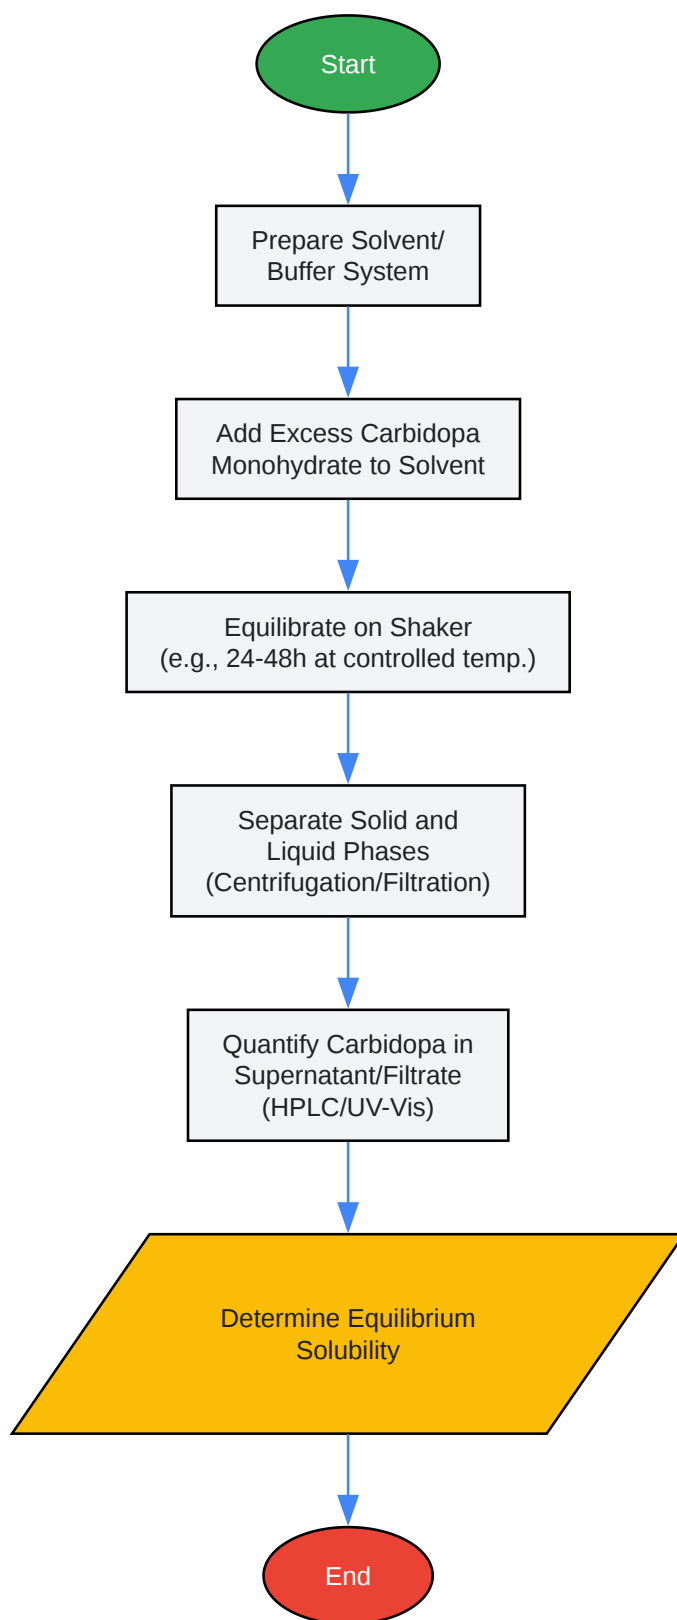 Start
Prepare Solvent/
Buffer System
Add Excess Carbidopa
Monohydrate to Solvent
Equilibrate on Shaker
(e.g., 24-48h at controlled temp.)
Separate Solid and
Liquid Phases
(Centrifugation/Filtration)
Quantify Carbidopa in
Supernatant/Filtrate
(HPLC/UV-Vis)
Determine Equilibrium
Solubility
End